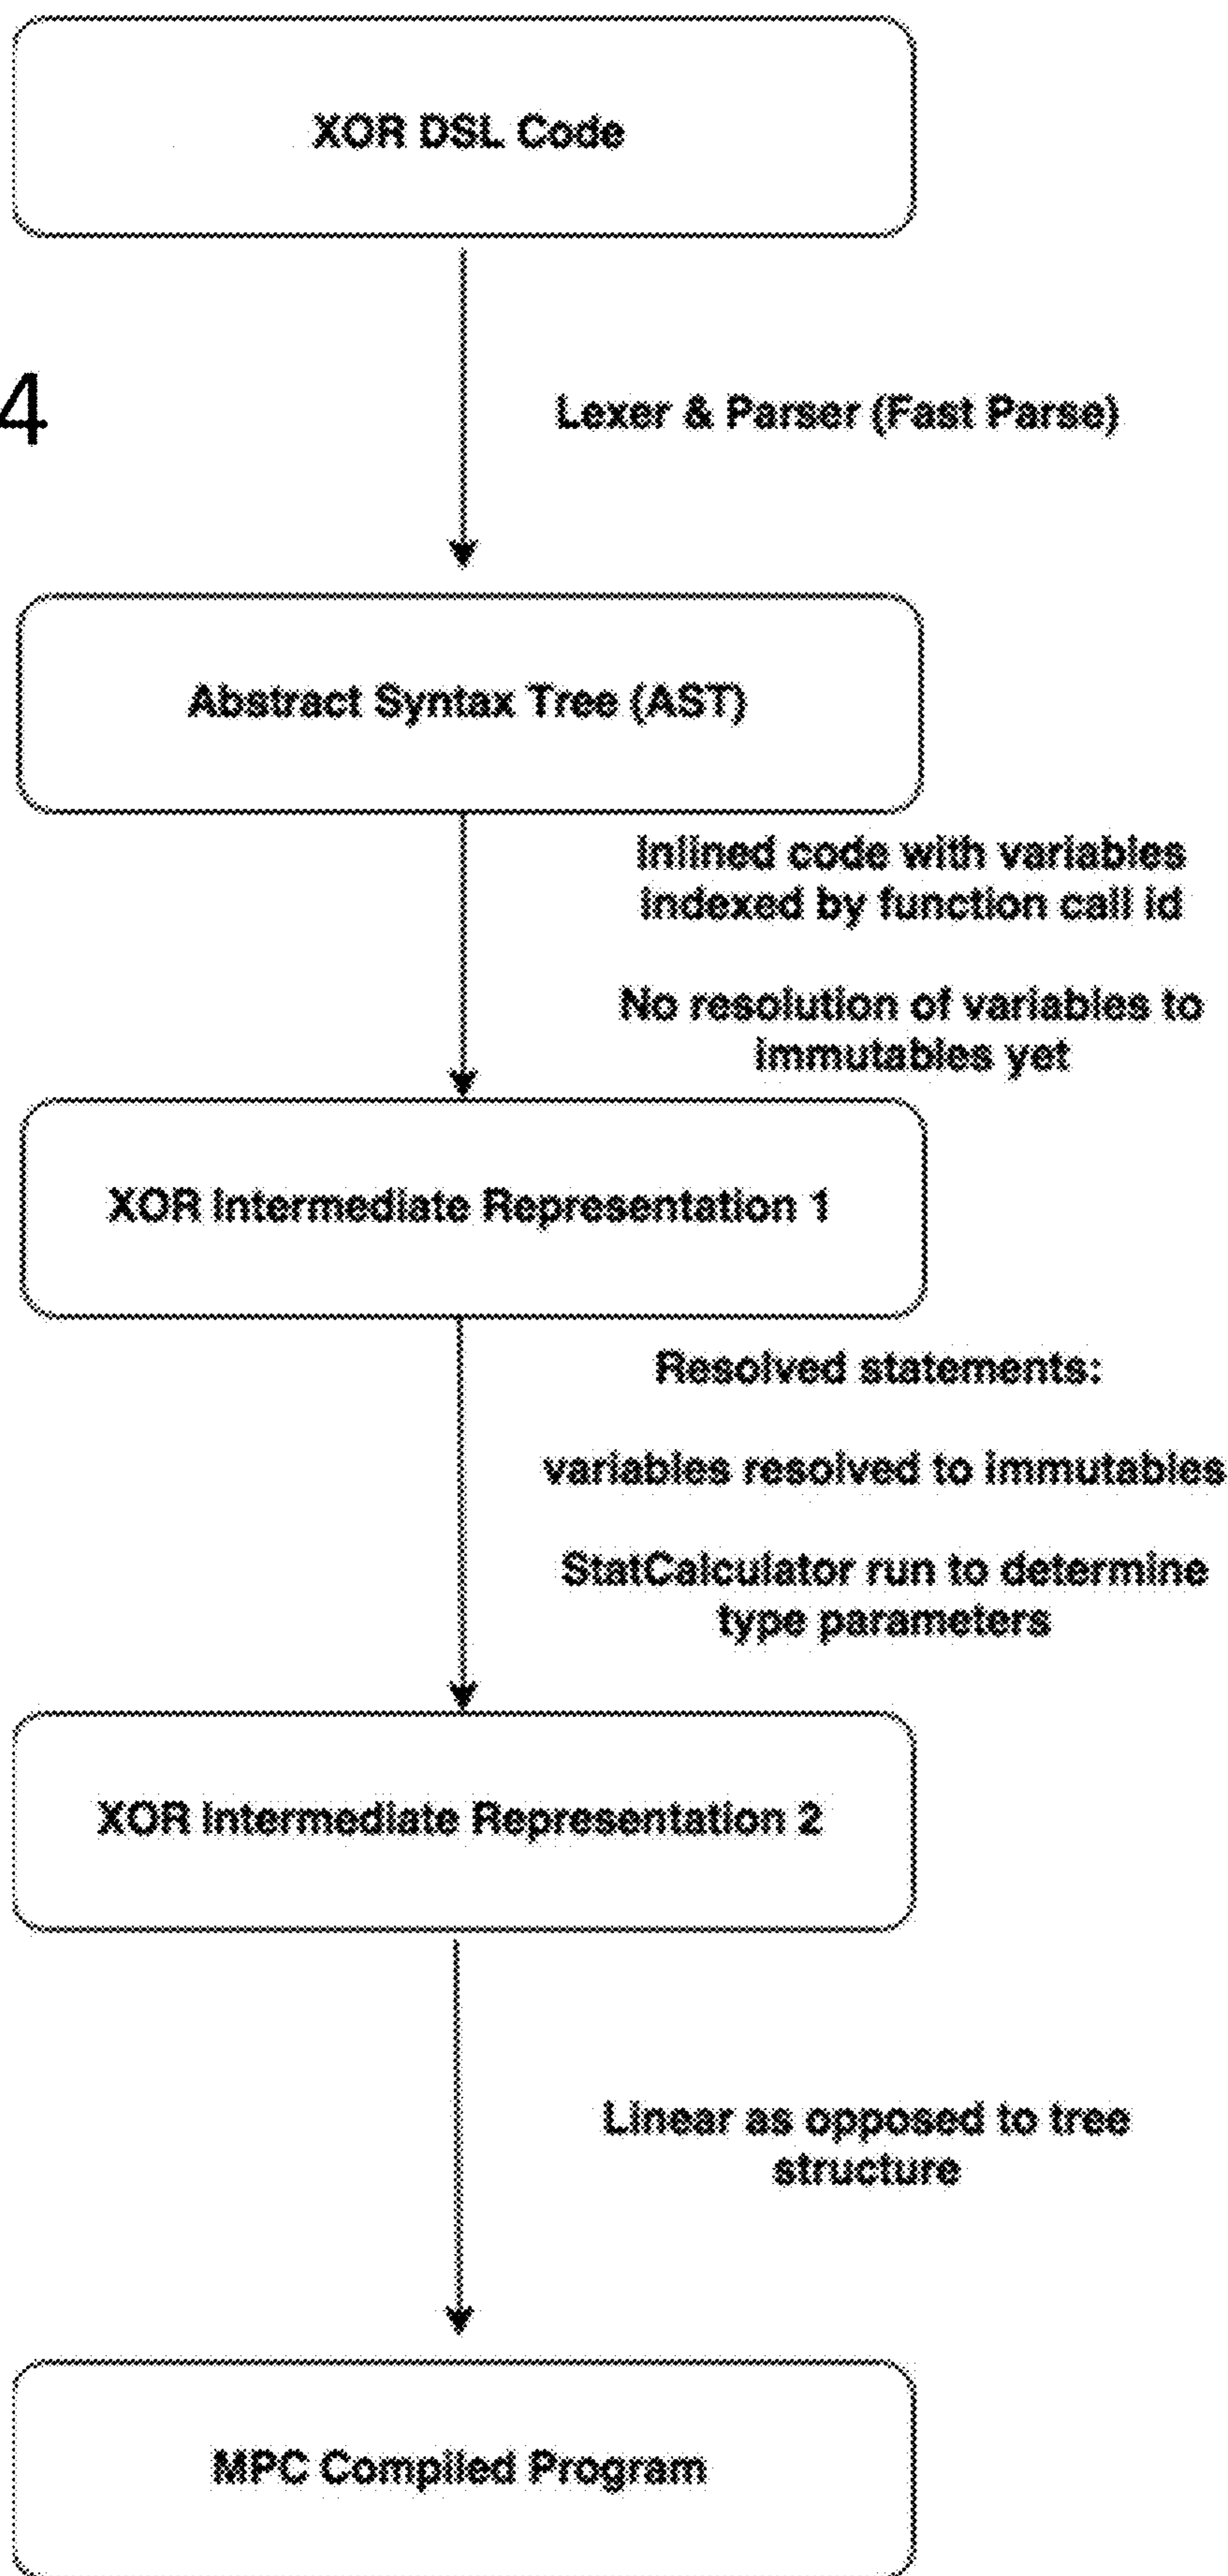 XOR DSL Code
4
Lexer & Parser (Fast Parse)
Abstract Syntax Tree (AST)
Inlined code with variables
indexed by function call id
No resolution of variables to
immutables yet
XOR Intermediate Representation 1
Resolved statements:
variables resolved to immutables
StatCalculator run to determine
type parameters
XOR Intermediate Representation 2
Linear as opposed to tree
structure
MPC Compiled Program